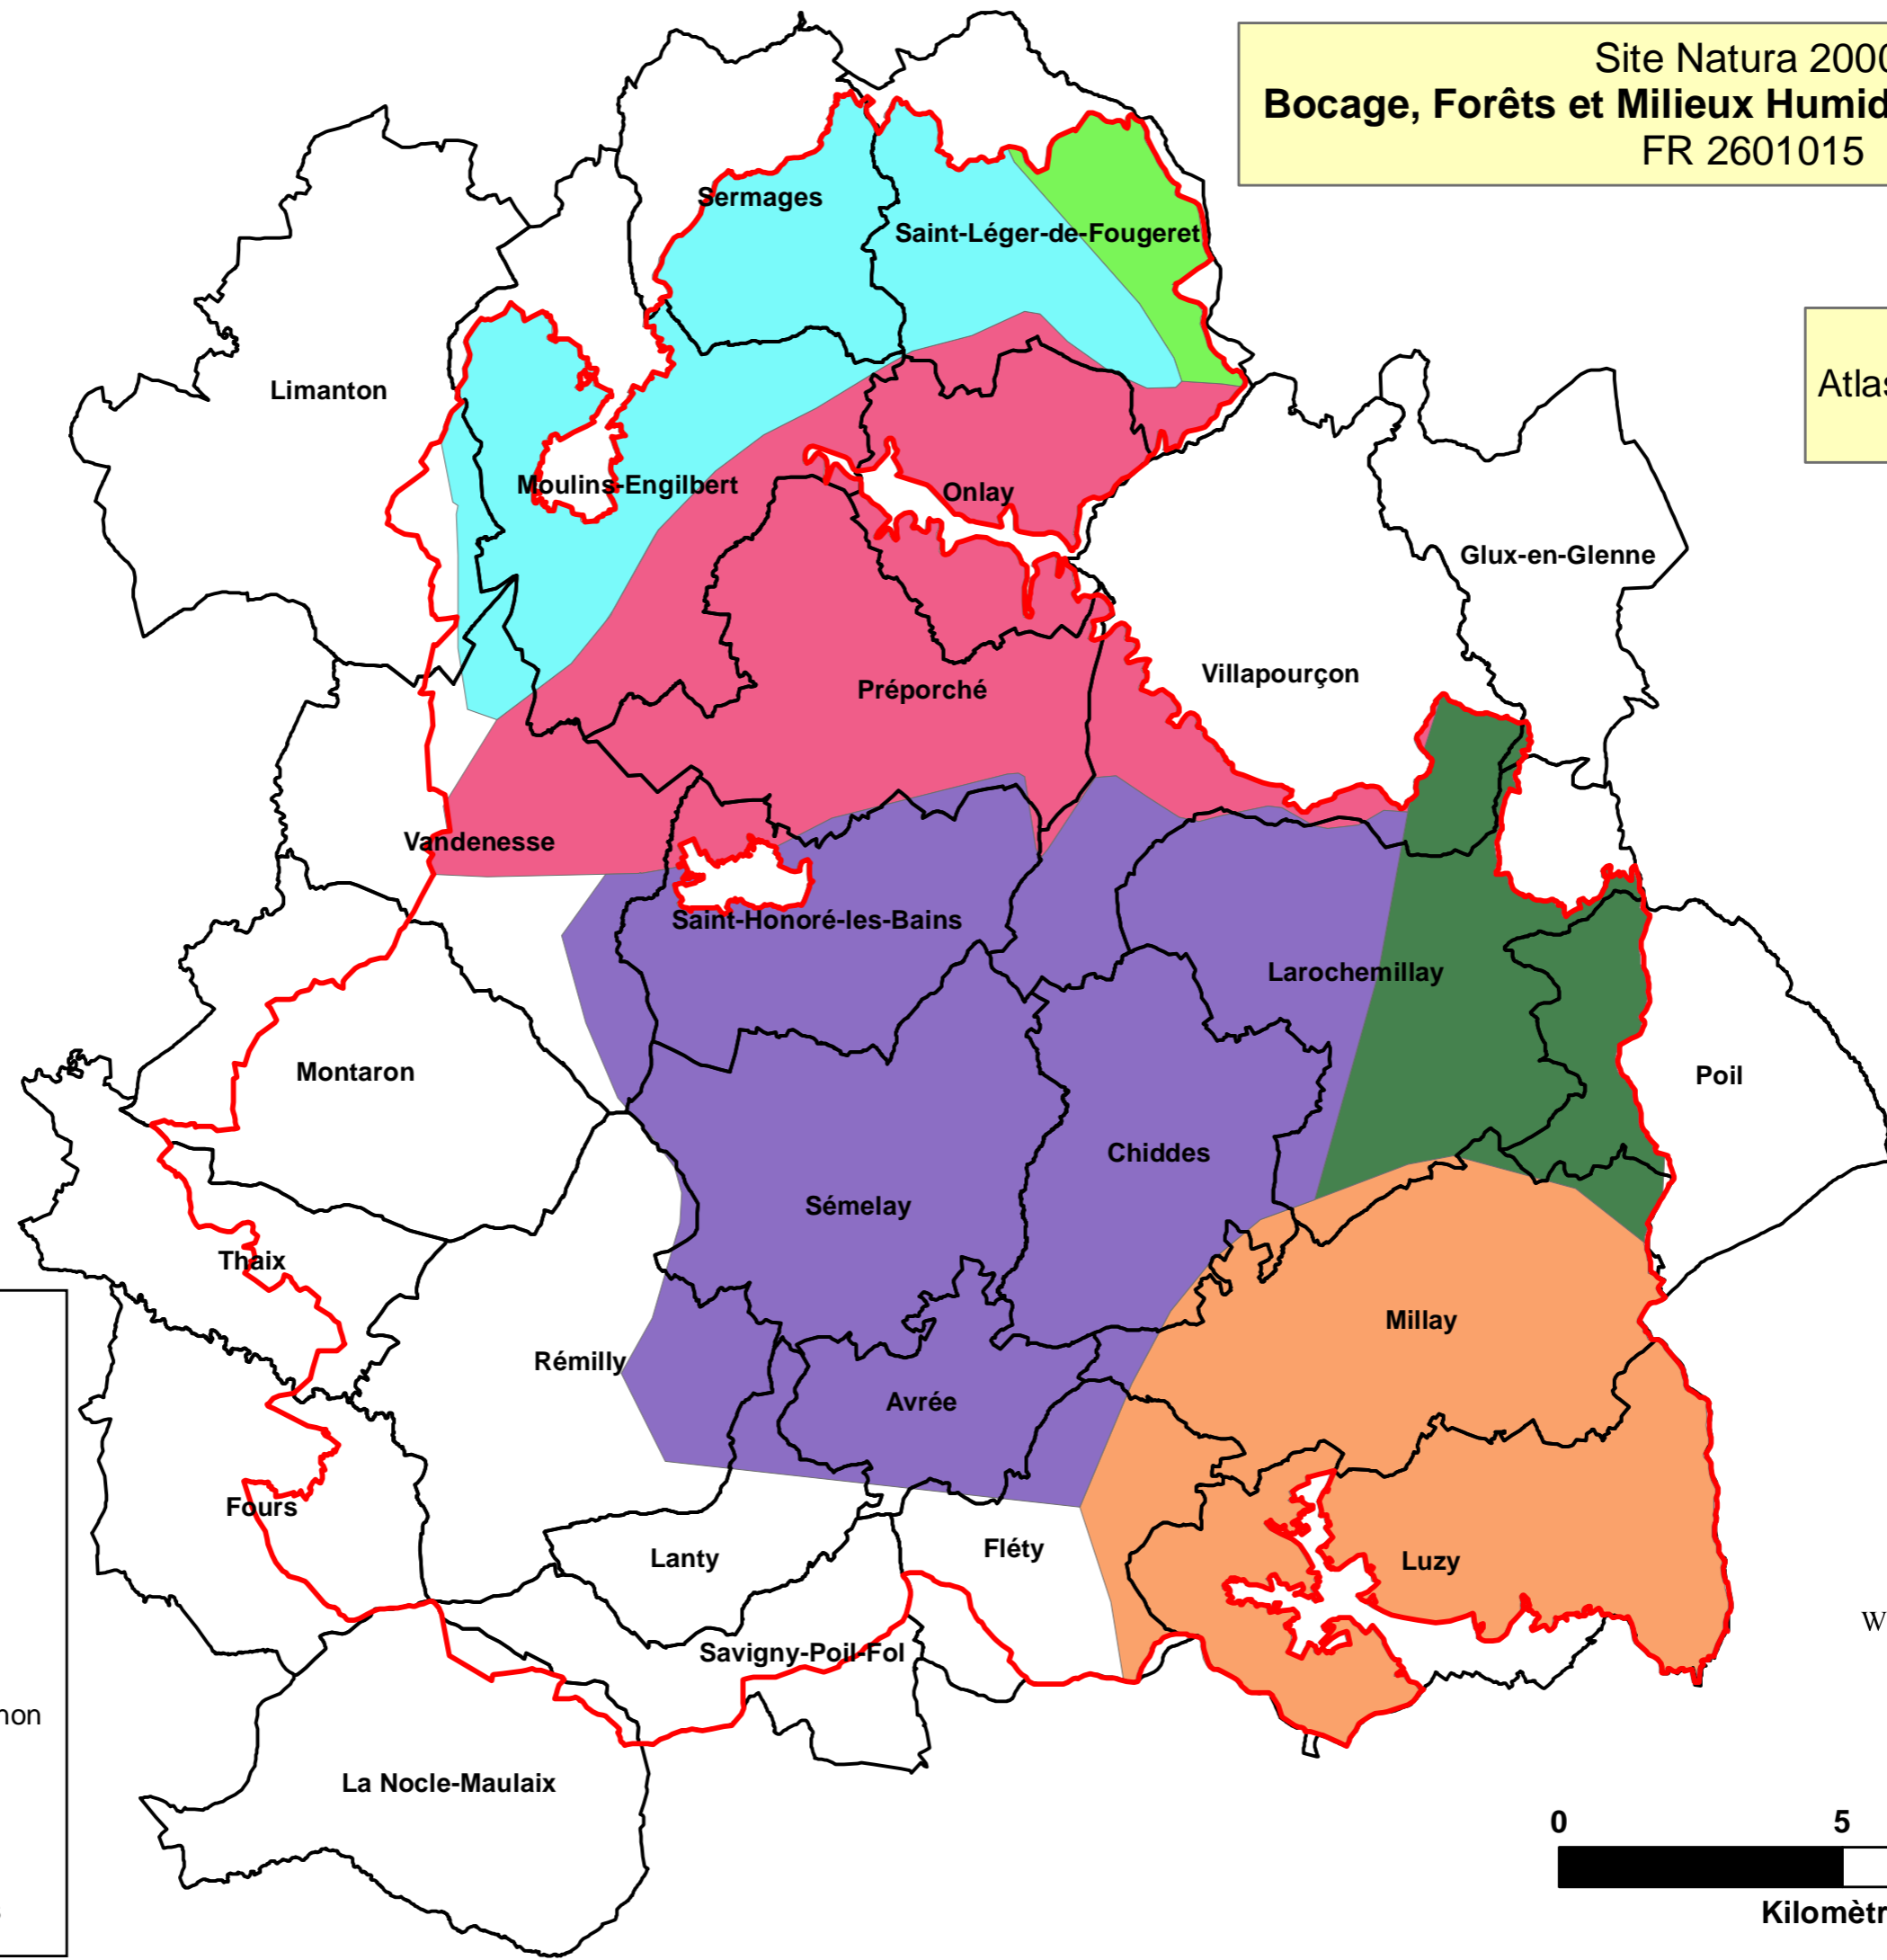 Site Natura 2000
Bocage, Forêts et Milieux Humid
FR 2601015
Atlas
Sermages
Saint-Léger-de-Fougeret
Limanton
Moulins-Engilbert
Onlay
Glux-en-Glenne
Villapourçon
Préporché
Vandenesse
Saint-Honoré-les-Bains
Larochemillay
Montaron
Poil
Chiddes
Sémelay
Thaix
Millay
Rémilly
Avrée
Fours
Lanty
Fléty
Luzy
W
Savigny-Poil-Fol
non
La Nocle-Maulaix
0 5
Kilomètr